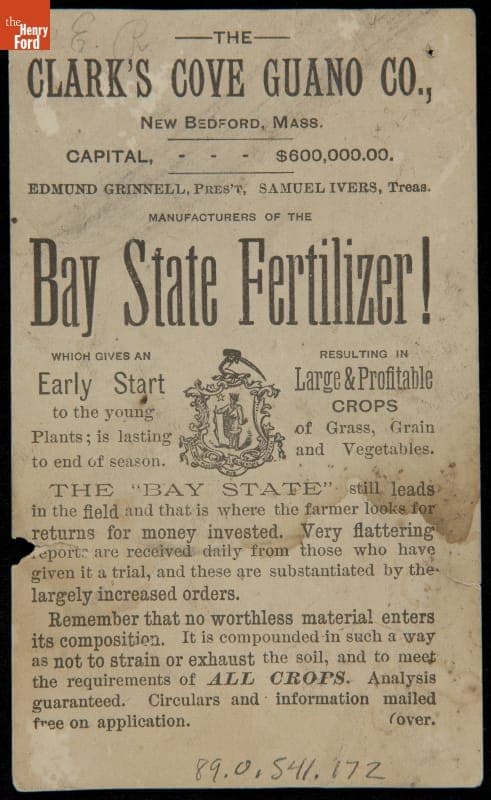 the
Henry
Ford
E. R
THE
CLARK'S COVE GUANO CO.,
NEW BEDFORD, MASS.
CAPITAL, - - - $600,000.00.
EDMUND GRINNELL, PRES'T, SAMUEL IVERS, Treas.
MANUFACTURERS OF THE
Bay State Fertilizer!
WHICH GIVES AN
Early Start
to the young
Plants; is lasting
to end of season.
RESULTING IN
Large & Profitable
CROPS
of Grass, Grain
and Vegetables.
THE "BAY STATE" still leads
in the field and that is where the farmer looks for
returns for money invested. Very flattering
reports are received daily from those who have
given it a trial, and these are substantiated by the
largely increased orders.
Remember that no worthless material enters
its composition. It is compounded in such a way
as not to strain or exhaust the soil, and to meet
the requirements of ALL CROPS. Analysis
guaranteed. Circulars and information mailed
free on application. (over.
89.0.541.172